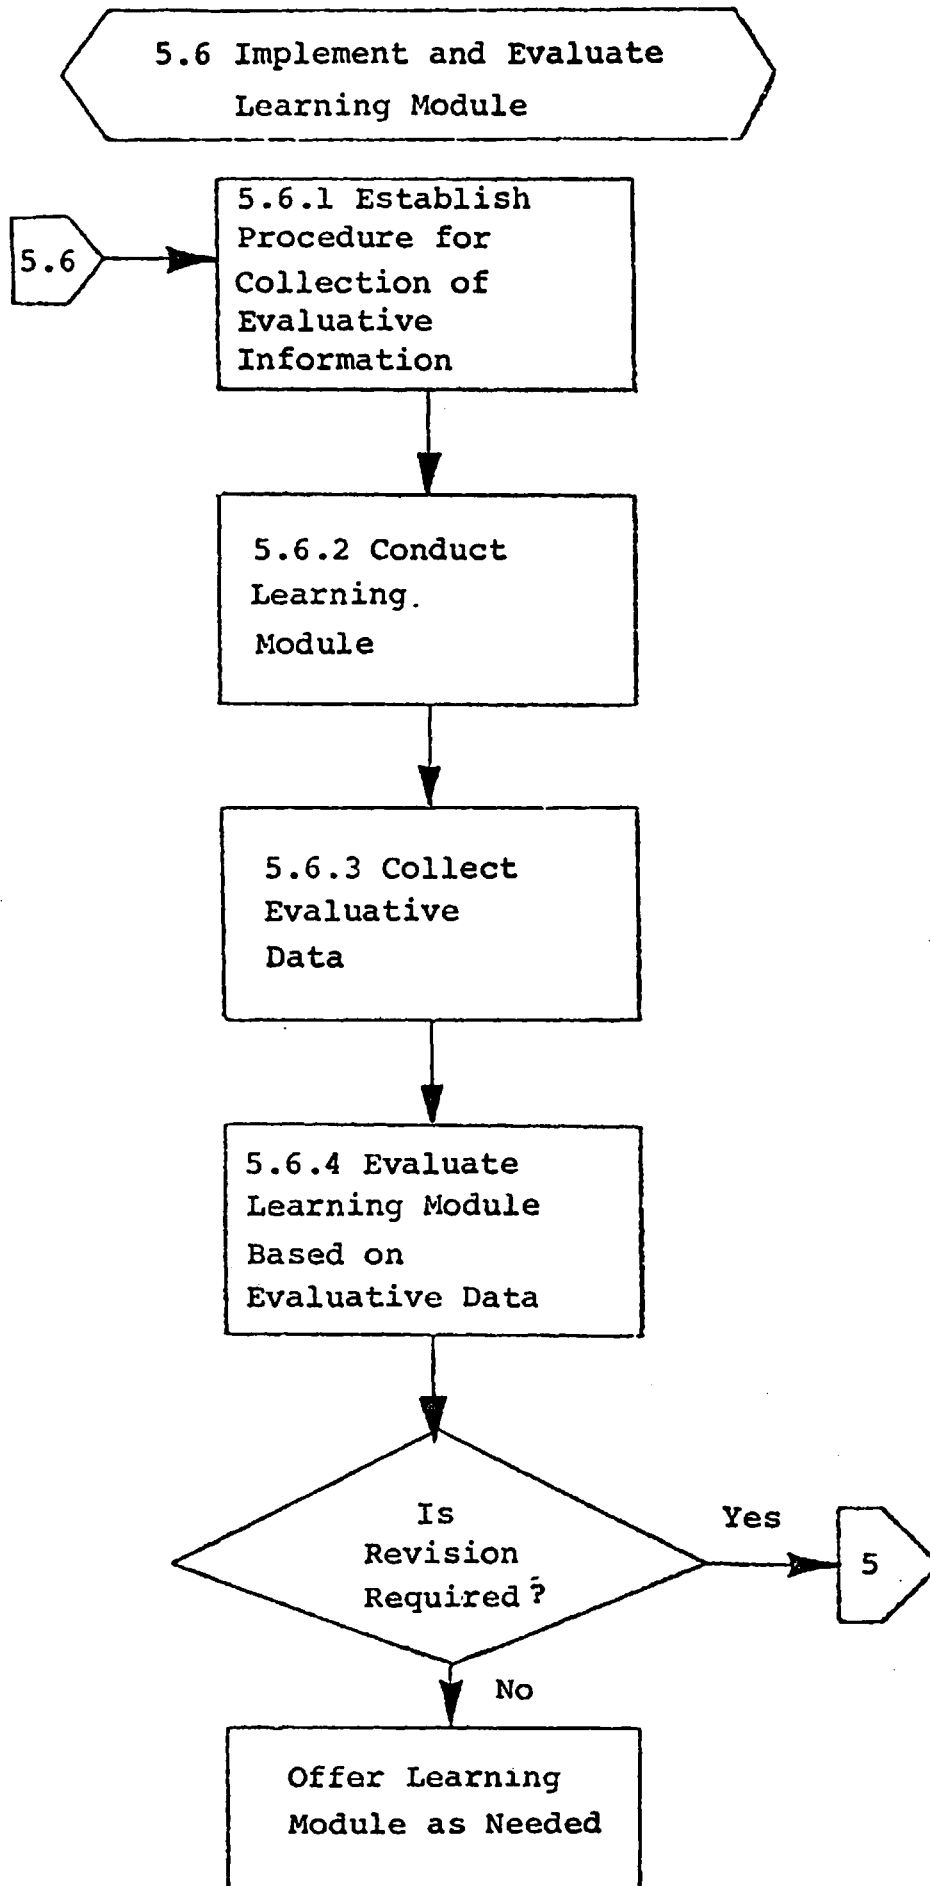 5.6 Implement and Evaluate
Learning Module
5.6.1 Establish
Procedure for
Collection of
Evaluative
Information
5.6
5.6.2 Conduct
Learning.
Module
5.6.3 Collect
Evaluative
Data
5.6.4 Evaluate
Learning Module
Based on
Evaluative Data
Is
Revision
Required?
Yes
5
No
Offer Learning
Module as Needed